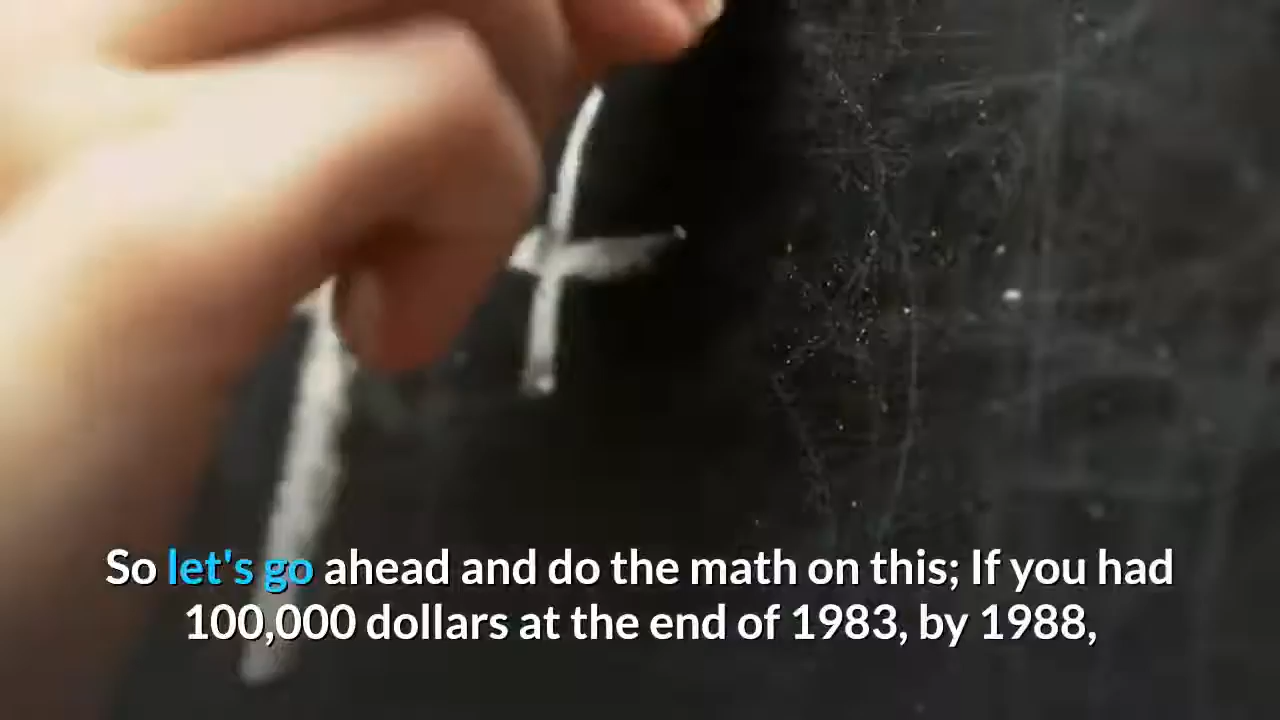 So let's go ahead and do the math on this; If you had
100,000 dollars at the end of 1983, by 1988,